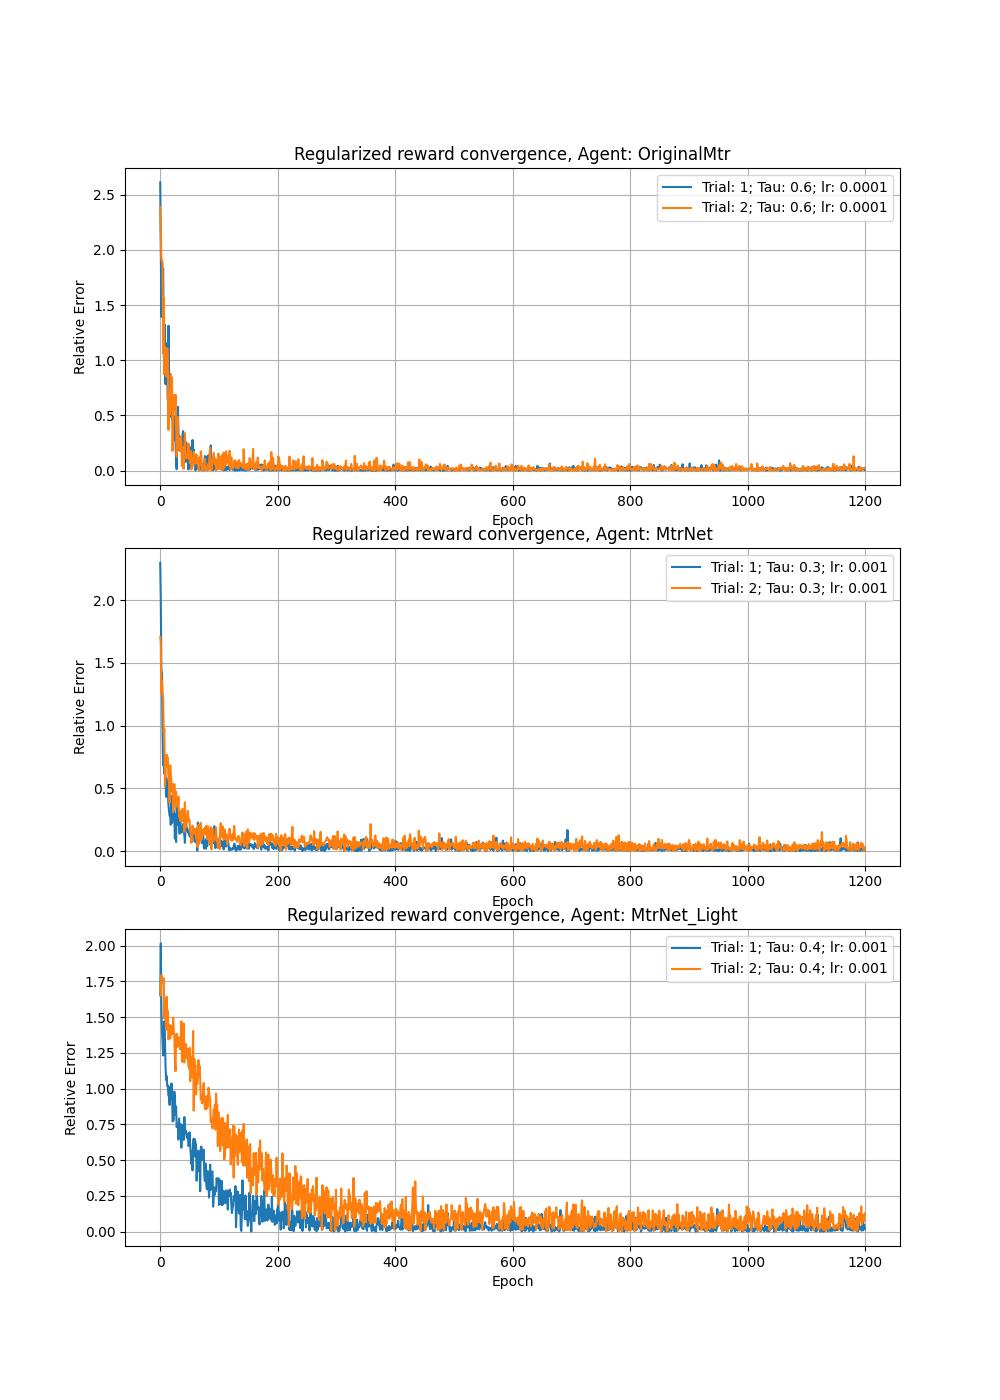 Regularized reward convergence, Agent: OriginalMtr
Trial: 1; Tau: 0.6; lr: 0.0001
Trial: 2; Tau: 0.6; lr: 0.0001
2.5
2.0
1.5
1.0
0.5
0.0
Relative Error
0 200 400 600 800 1000 1200
Epoch
Regularized reward convergence, Agent: MtrNet
Trial: 1; Tau: 0.3; lr: 0.001
Trial: 2; Tau: 0.3; lr: 0.001
2.0
1.5
1.0
0.5
0.0
Relative Error
0 200 400 600 800 1000 1200
Epoch
Regularized reward convergence, Agent: MtrNet_Light
Trial: 1; Tau: 0.4; lr: 0.001
Trial: 2; Tau: 0.4; lr: 0.001
2.00
1.75
1.50
1.25
1.00
0.75
0.50
0.25
0.00
Relative Error
0 200 400 600 800 1000 1200
Epoch